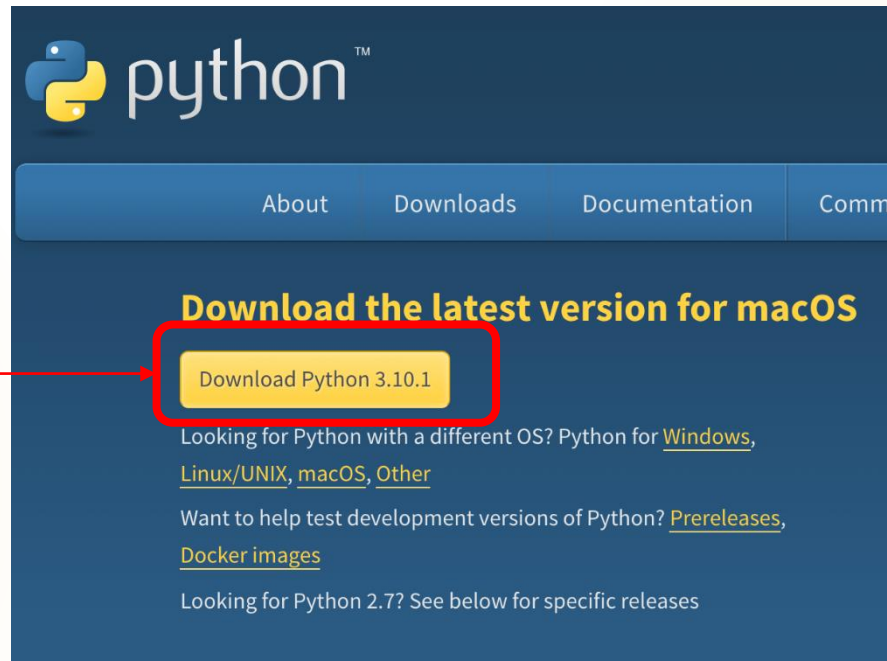 python™
About Downloads Documentation Comm
Download the latest version for macOS
Download Python 3.10.1
Looking for Python with a different OS? Python for Windows,
Linux/UNIX, macOS, Other
Want to help test development versions of Python? Prereleases,
Docker images
Looking for Python 2.7? See below for specific releases